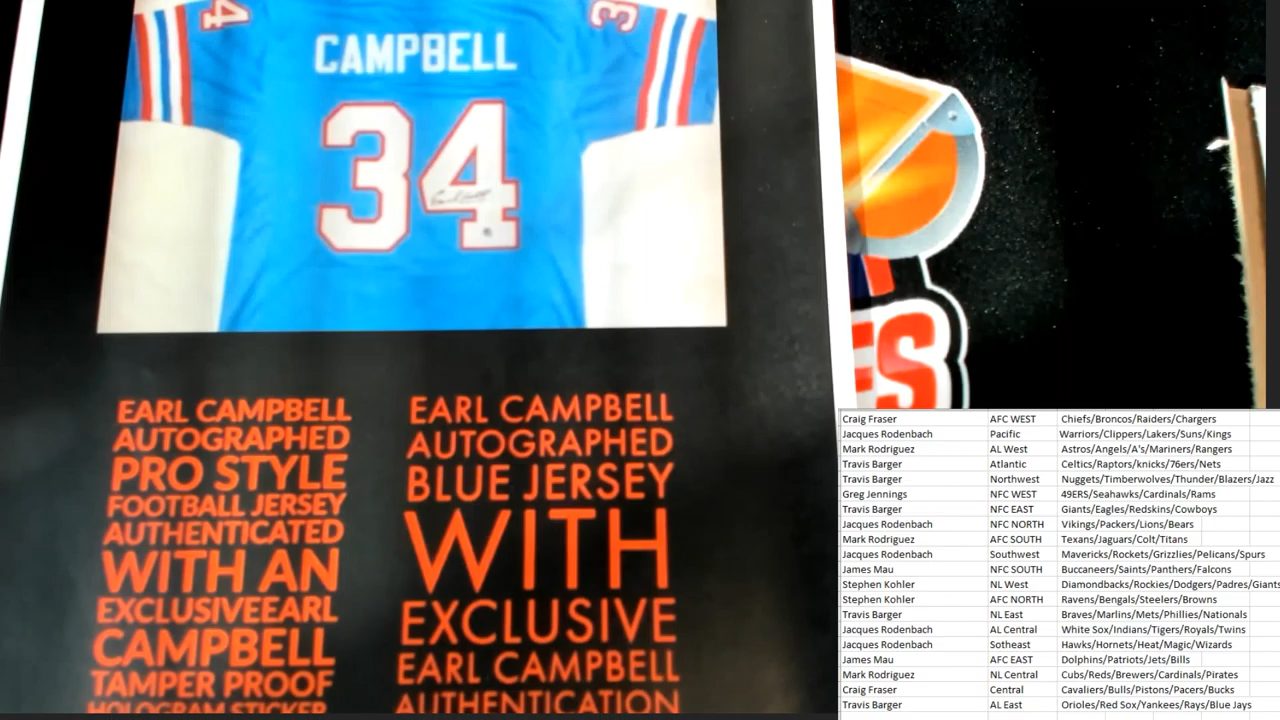 4
3
CAMPBELL
34
EARL CAMPBELL
AUTOGRAPHED
PRO STYLE
FOOTBALL JERSEY
AUTHENTICATED
WITH AN
EXCLUSIVEEARL
CAMPBELL
TAMPER PROOF
HOLOGRAM STICKER
EARL CAMPBELL
AUTOGRAPHED
BLUE JERSEY
WITH
EXCLUSIVE
EARL CAMPBELL
AUTHENTICATION
ES
Craig Fraser AFC WEST Chiefs/Broncos/Raiders/Chargers
Jacques Rodenbach Pacific Warriors/Clippers/Lakers/Suns/Kings
Mark Rodriguez AL West Astros/Angels/A's/Mariners/Rangers
Travis Barger Atlantic Celtics/Raptors/knicks/76ers/Nets
Travis Barger Northwest Nuggets/Timberwolves/Thunder/Blazers/Jazz
Greg Jennings NFC WEST 49ERS/Seahawks/Cardinals/Rams
Travis Barger NFC EAST Giants/Eagles/Redskins/Cowboys
Jacques Rodenbach NFC NORTH Vikings/Packers/Lions/Bears
Mark Rodriguez AFC SOUTH Texans/Jaguars/Colt/Titans
Jacques Rodenbach Southwest Mavericks/Rockets/Grizzlies/Pelicans/Spurs
James Mau NFC SOUTH Buccaneers/Saints/Panthers/Falcons
Stephen Kohler NL West Diamondbacks/Rockies/Dodgers/Padres/Giants
Stephen Kohler AFC NORTH Ravens/Bengals/Steelers/Browns
Travis Barger NL East Braves/Marlins/Mets/Phillies/Nationals
Jacques Rodenbach AL Central White Sox/Indians/Tigers/Royals/Twins
Jacques Rodenbach Sotheast Hawks/Hornets/Heat/Magic/Wizards
James Mau AFC EAST Dolphins/Patriots/Jets/Bills
Mark Rodriguez NL Central Cubs/Reds/Brewers/Cardinals/Pirates
Craig Fraser Central Cavaliers/Bulls/Pistons/Pacers/Bucks
Travis Barger AL East Orioles/Red Sox/Yankees/Rays/Blue Jays